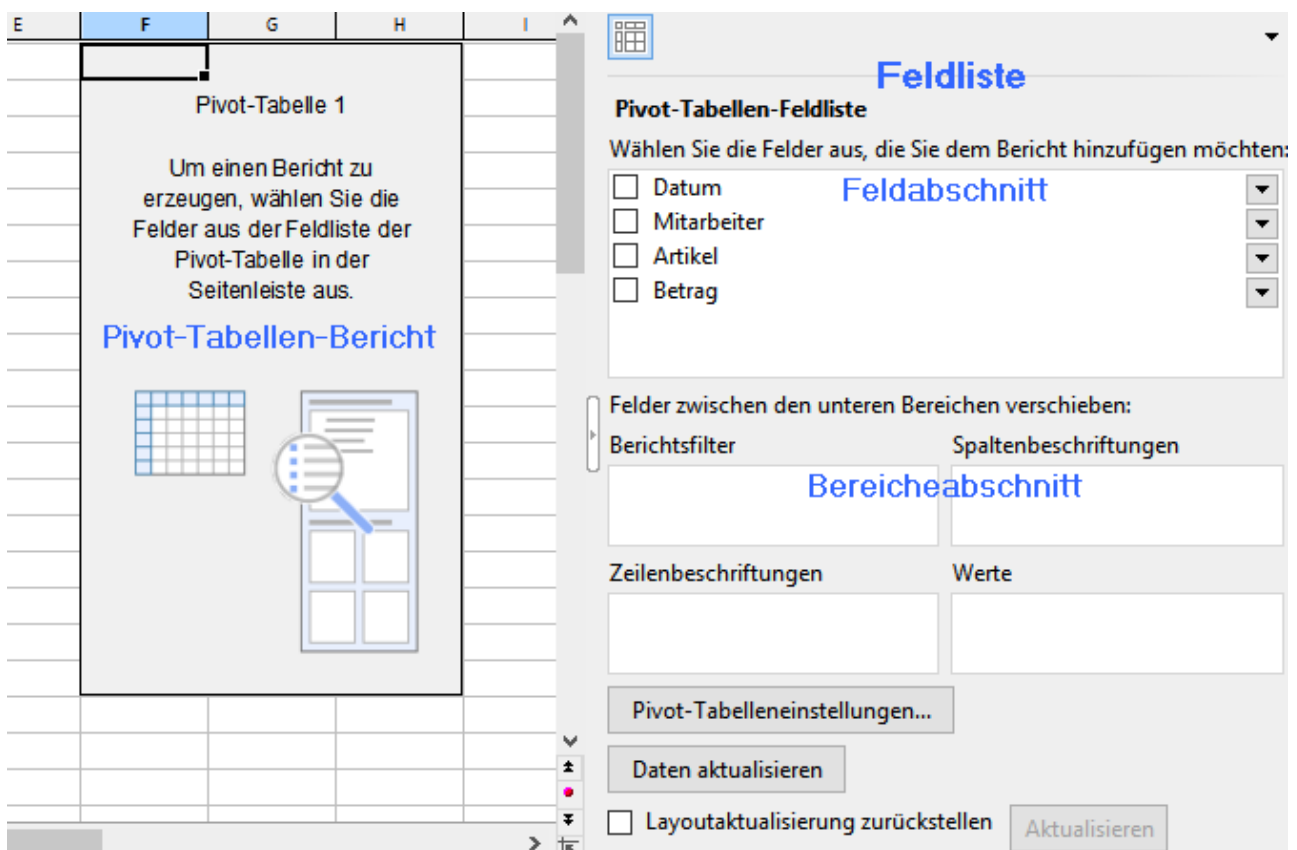 E F G H I
Pivot-Tabelle 1
Um einen Bericht zu
erzeugen, wählen Sie die
Felder aus der Feldliste der
Pivot-Tabelle in der
Seitenleiste aus.
Pivot-Tabellen-Bericht
Feldliste
Pivot-Tabellen-Feldliste
Wählen Sie die Felder aus, die Sie dem Bericht hinzufügen möchten:
Datum
Feldabschnitt
Mitarbeiter
Artikel
Betrag
Felder zwischen den unteren Bereichen verschieben:
Berichtsfilter Spaltenbeschriftungen
Bereicheabschnitt
Zeilenbeschriftungen Werte
Pivot-Tabelleneinstellungen...
Daten aktualisieren
Layoutaktualisierung zurückstellen Aktualisieren